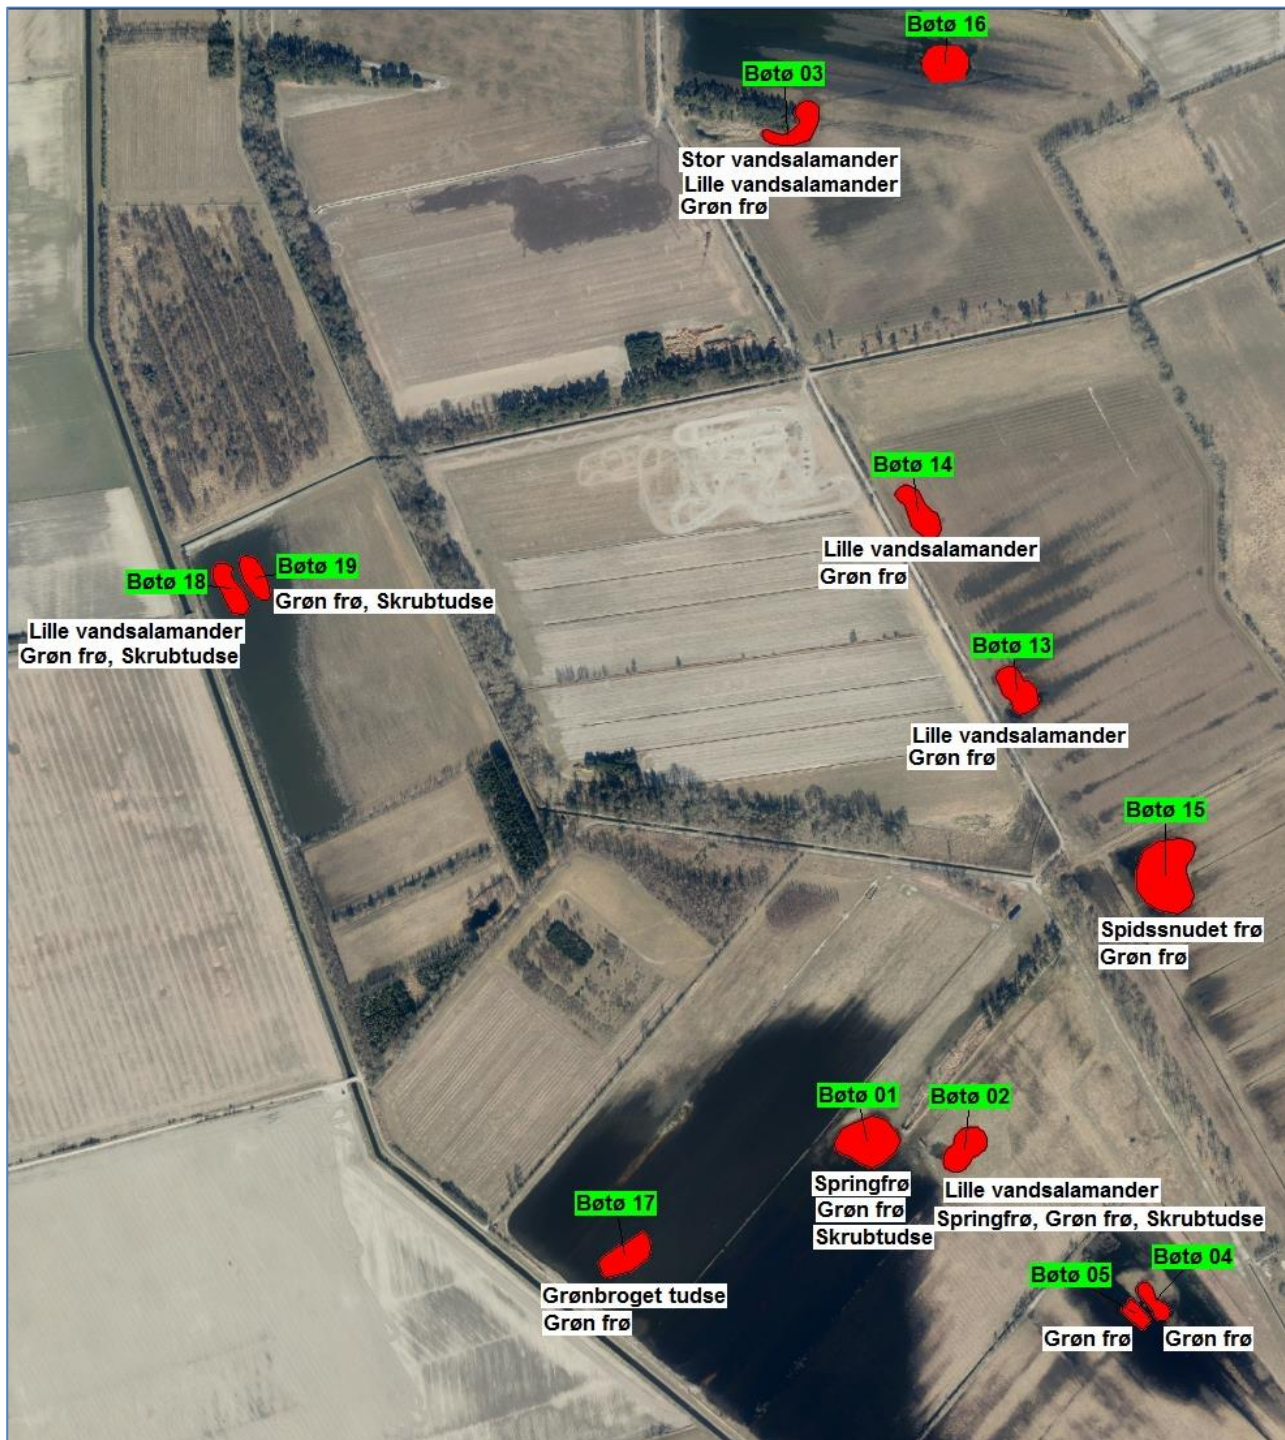 Bøtø 16
Bøtø 03
Stor vandsalamander
Lille vandsalamander
Grøn frø
Bøtø 14
Lille vandsalamander
Grøn frø
Bøtø 19
Grøn frø, Skrubtudse
Bøtø 18
Lille vandsalamander
Grøn frø, Skrubtudse
Bøtø 13
Lille vandsalamander
Grøn frø
Bøtø 15
Spidssnudet frø
Grøn frø
Bøtø 01
Springfrø
Grøn frø
Skrubtudse
Bøtø 02
Lille vandsalamander
Springfrø, Grøn frø, Skrubtudse
Bøtø 17
Grønbroget tudse
Grøn frø
Bøtø 04
Grøn frø
Bøtø 05
Grøn frø